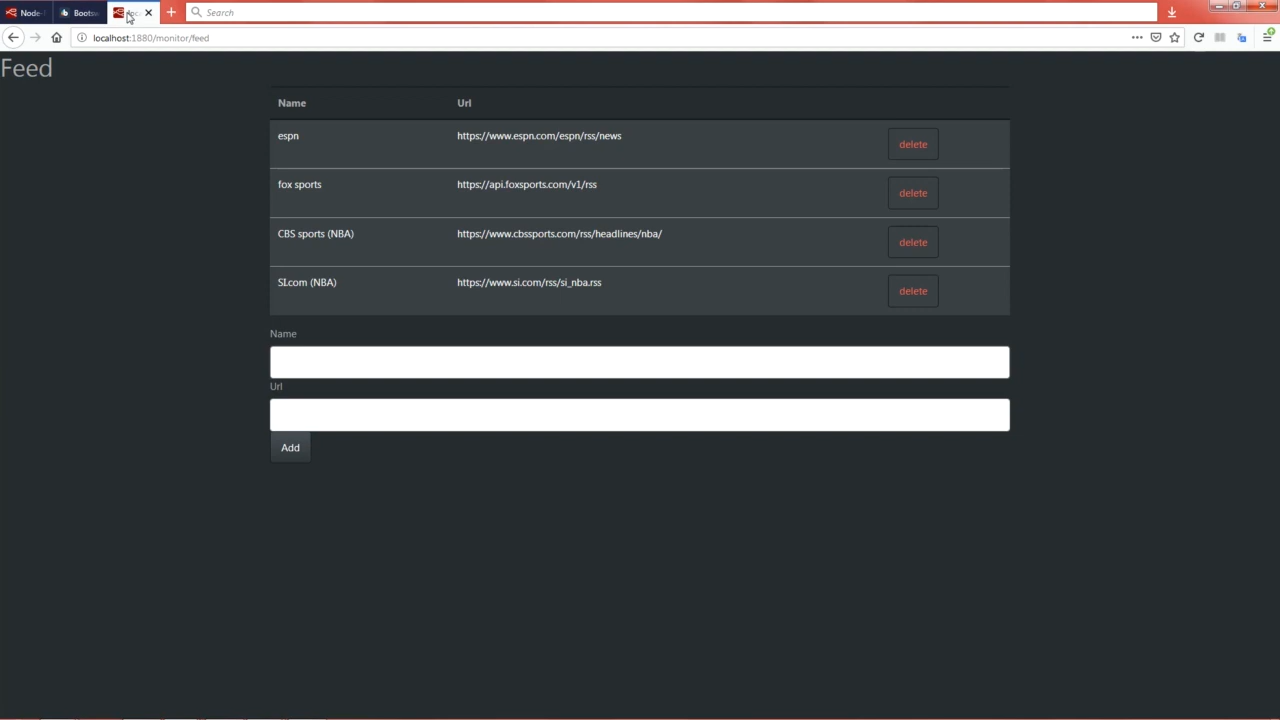 Node-
Bootsw
Search
localhost:1880/monitor/feed
Feed
Name Url
espn https://www.espn.com/espn/rss/news delete
fox sports https://api.foxsports.com/v1/rss delete
CBS sports (NBA) https://www.cbssports.com/rss/headlines/nba/ delete
SI.com (NBA) https://www.si.com/rss/si_nba.rss delete
Name
Url
Add